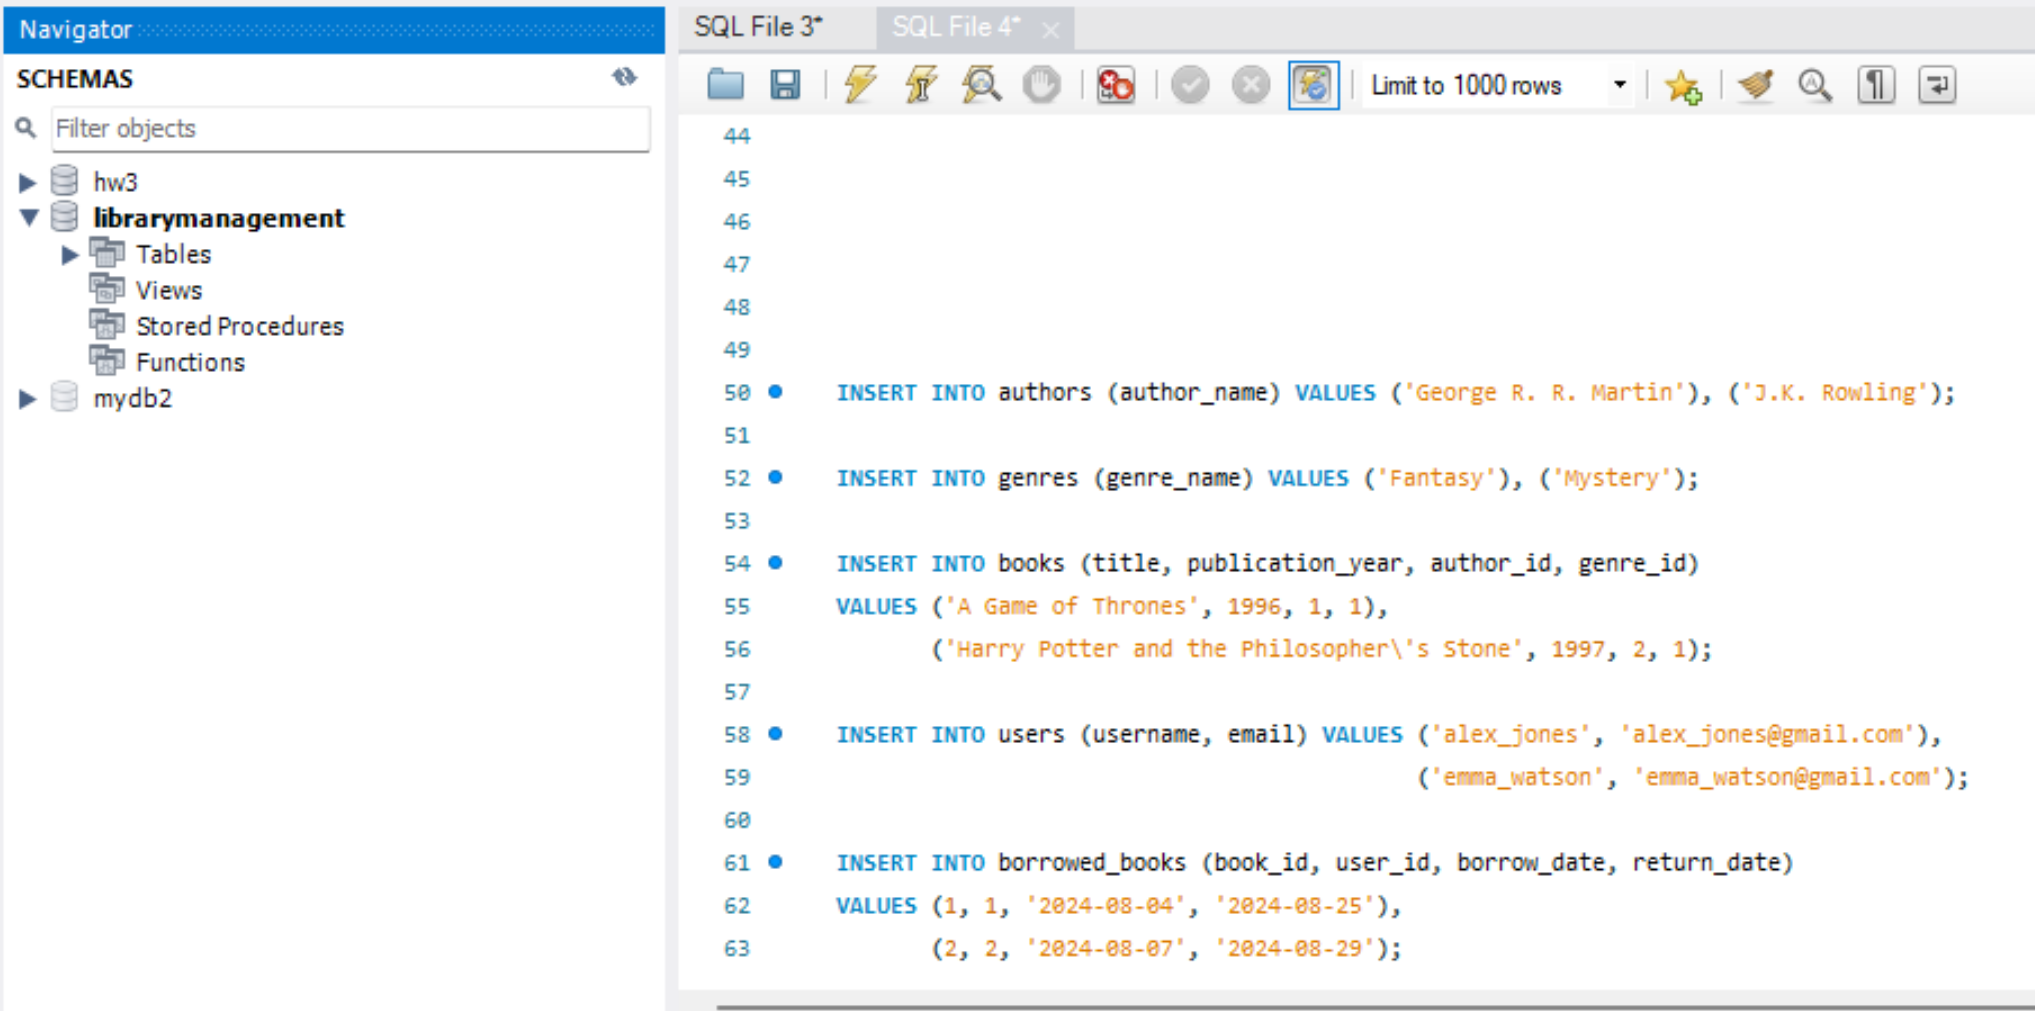 Navigator
SCHEMAS
Filter objects
hw3
librarymanagement
Tables
Views
Stored Procedures
Functions
mydb2
SQL File 3*
SQL File 4*
Limit to 1000 rows
44
45
46
47
48
49
50 INSERT INTO authors (author_name) VALUES ('George R. R. Martin'), ('J.K. Rowling');
51
52 INSERT INTO genres (genre_name) VALUES ('Fantasy'), ('Mystery');
53
54 INSERT INTO books (title, publication_year, author_id, genre_id)
55 VALUES ('A Game of Thrones', 1996, 1, 1),
56 ('Harry Potter and the Philosopher\'s Stone', 1997, 2, 1);
57
58 INSERT INTO users (username, email) VALUES ('alex_jones', 'alex_jones@gmail.com'),
59 ('emma_watson', 'emma_watson@gmail.com');
60
61 INSERT INTO borrowed_books (book_id, user_id, borrow_date, return_date)
62 VALUES (1, 1, '2024-08-04', '2024-08-25'),
63 (2, 2, '2024-08-07', '2024-08-29');